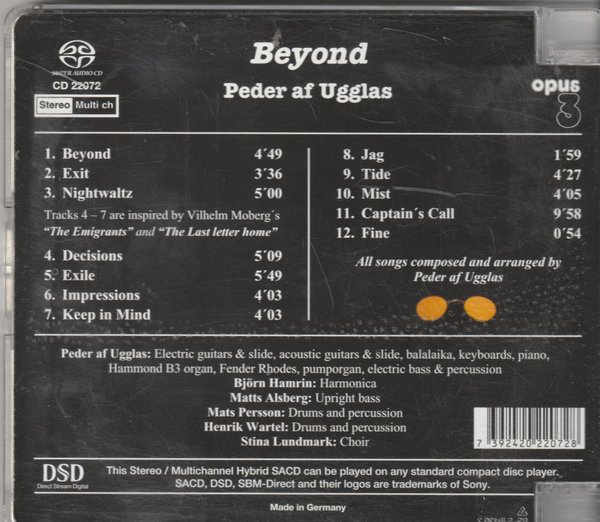 Beyond
Peder af Ugglas
SUPER AUDIO CD
CD 22072
Stereo Multi ch
opus
3
1. Beyond 4´49
2. Exit 3´36
3. Nightwaltz 5´00
Tracks 4 – 7 are inspired by Vilhelm Moberg´s
“The Emigrants” and “The Last letter home”
4. Decisions 5´09
5. Exile 5´49
6. Impressions 4´03
7. Keep in Mind 4´03
8. Jag 1´59
9. Tide 4´27
10. Mist 4´05
11. Captain´s Call 9´58
12. Fine 0´54
All songs composed and arranged by
Peder af Ugglas
Peder af Ugglas: Electric guitars & slide, acoustic guitars & slide, balalaika, keyboards, piano,
Hammond B3 organ, Fender Rhodes, pumporgan, electric bass & percussion
Björn Hamrin: Harmonica
Matts Alsberg: Upright bass
Mats Persson: Drums and percussion
Henrik Wartel: Drums and percussion
Stina Lundmark: Choir
7 392420 220728
DSD
Direct Stream Digital
This Stereo / Multichannel Hybrid SACD can be played on any standard compact disc player.
SACD, DSD, SBM-Direct and their logos are trademarks of Sony.
Made in Germany